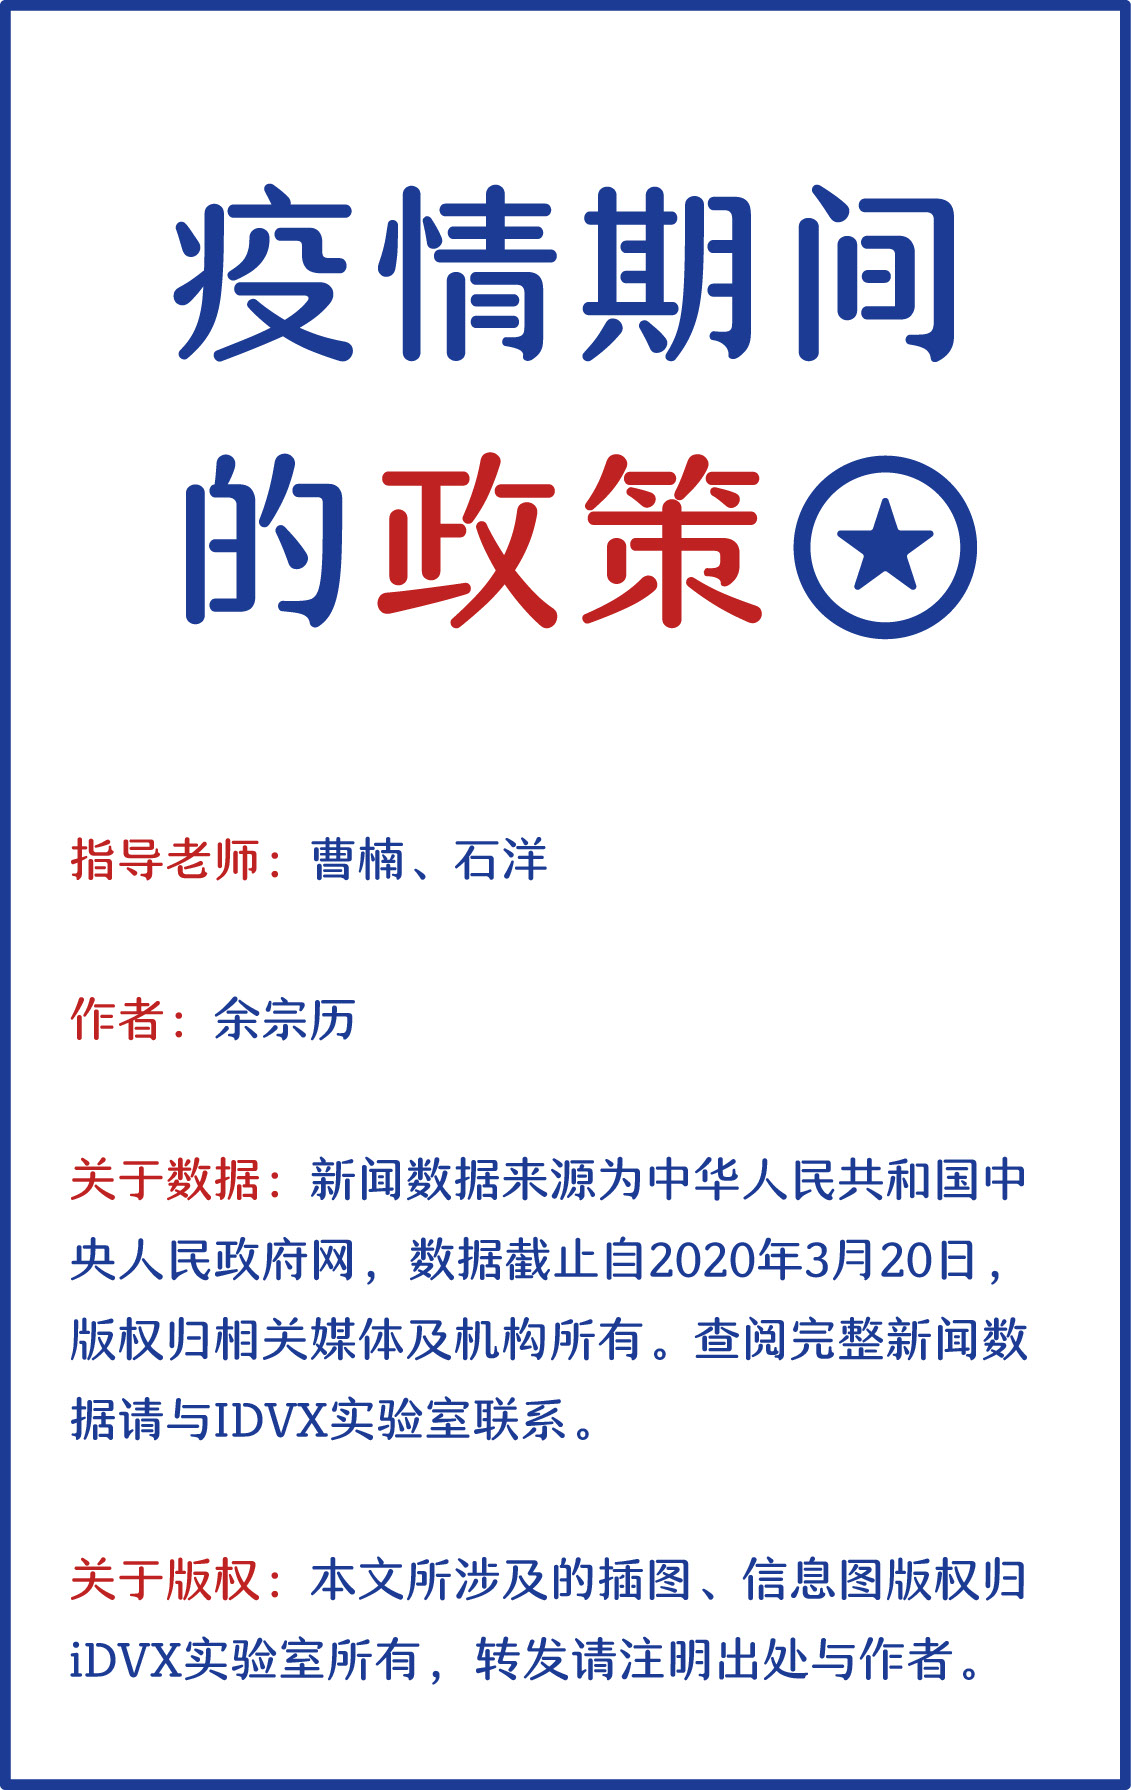 疫情期间
的政策
指导老师：曹楠、石洋
作者：余宗历
关于数据：新闻数据来源为中华人民共和国中
央人民政府网，数据截止自2020年3月20日，
版权归相关媒体及机构所有。查阅完整新闻数
据请与IDVX实验室联系。
关于版权：本文所涉及的插图、信息图版权归
iDVX实验室所有，转发请注明出处与作者。